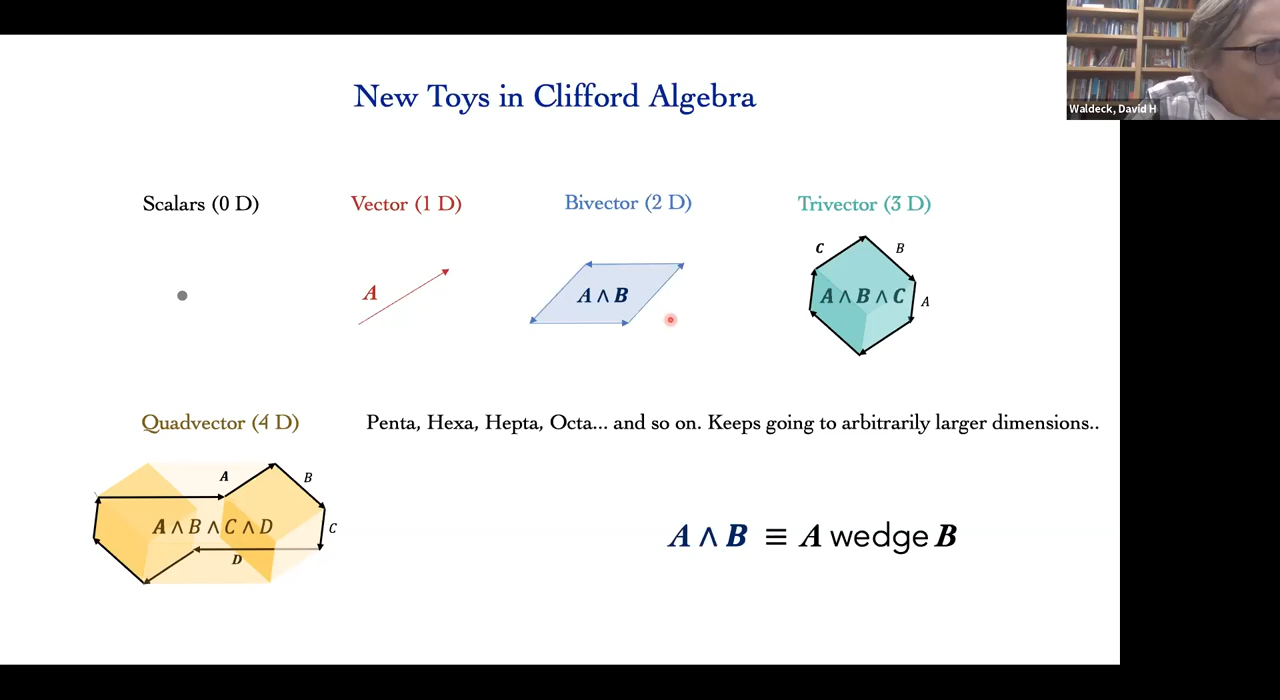 New Toys in Clifford Algebra
Waldeck, David H
Scalars (0 D)
Vector (1 D)
Bivector (2 D)
Trivector (3 D)
A
A ∧ B
C
B
A ∧ B ∧ C
A
Quadvector (4 D)
Penta, Hexa, Hepta, Octa... and so on. Keeps going to arbitrarily larger dimensions..
A
B
A ∧ B ∧ C ∧ D
C
D
A ∧ B ≡ A wedge B